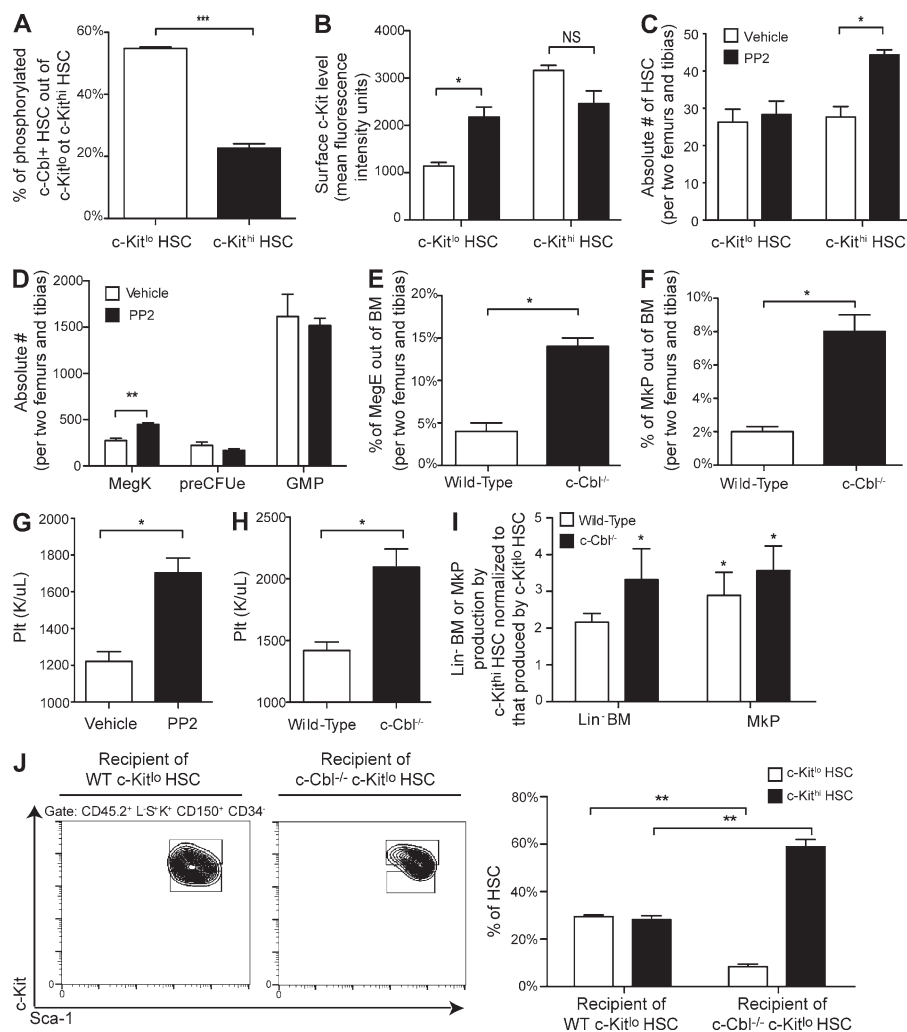 A
% of phosphorylated
c-Cbl+ HSC out of
c-Kitlo ot c-Kithi HSC
60%
40%
20%
0%
***
c-Kitlo HSC
c-Kithi HSC
B
Surface c-Kit level
(mean fluorescence
intensity units)
4000
3000
2000
1000
0
*
NS
c-Kitlo HSC
c-Kithi HSC
C
Absolute # of HSC
(per two femurs and tibias)
60
50
40
30
20
10
0
Vehicle
PP2
*
c-Kitlo HSC
c-Kithi HSC
D
Absolute #
(per two femurs and tibias)
2000
1500
1000
500
0
Vehicle
PP2
**
MegK
preCFUe
GMP
E
% of MegE out of BM
(per two femurs and tibias)
20%
15%
10%
5%
0%
*
Wild-Type
c-Cbl-/-
F
% of MkP out of BM
(per two femurs and tibias)
10%
8%
6%
4%
2%
0%
*
Wild-Type
c-Cbl-/-
G
Plt (K/uL)
2000
1800
1600
1400
1200
1000
*
Vehicle
PP2
H
Plt (K/uL)
2500
2000
1500
1000
*
Wild-Type
c-Cbl-/-
I
Lin- BM or MkP
production by
c-Kithi HSC normalized to
that produced by c-Kitlo HSC
5
4
3
2
1
0
Wild-Type
c-Cbl-/-
*
*
*
Lin- BM
MkP
J
Recipient of
WT c-Kitlo HSC
Recipient of
c-Cbl-/- c-Kitlo HSC
Gate: CD45.2+ L-S+K+ CD150+ CD34-
0
0
0
0
c-Kit
Sca-1
c-Kitlo HSC
c-Kithi HSC
% of HSC
80%
60%
40%
20%
0%
**
**
Recipient of
WT c-Kitlo HSC
Recipient of
c-Cbl-/- c-Kitlo HSC